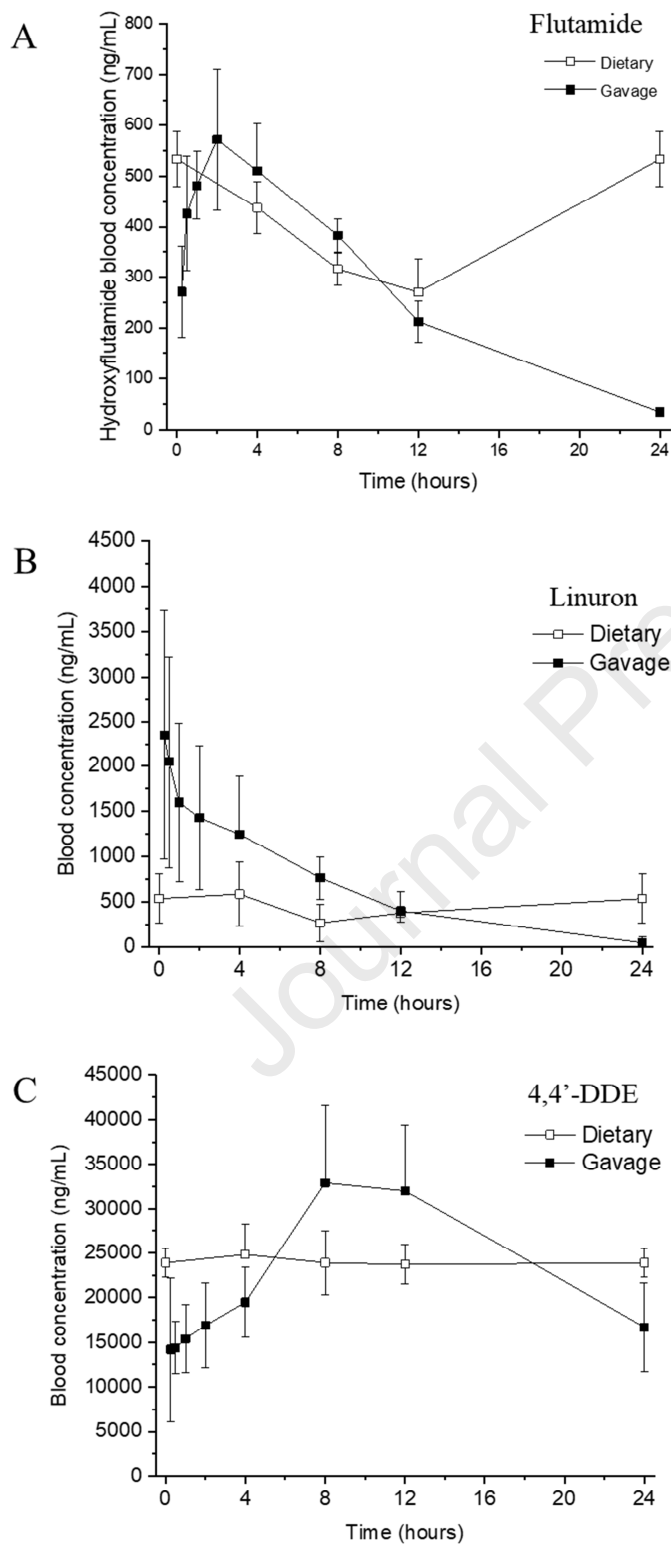 A
Flutamide
Dietary
Gavage
Hydroxyflutamide blood concentration (ng/mL)
800
700
600
500
400
300
200
100
0
0 4 8 12 16 20 24
Time (hours)
B
Linuron
Dietary
Gavage
Blood concentration (ng/mL)
4500
4000
3500
3000
2500
2000
1500
1000
500
0
0 4 8 12 16 20 24
Time (hours)
Journal Pre
C
4,4’-DDE
Dietary
Gavage
Blood concentration (ng/mL)
45000
40000
35000
30000
25000
20000
15000
10000
5000
0
0 4 8 12 16 20 24
Time (hours)